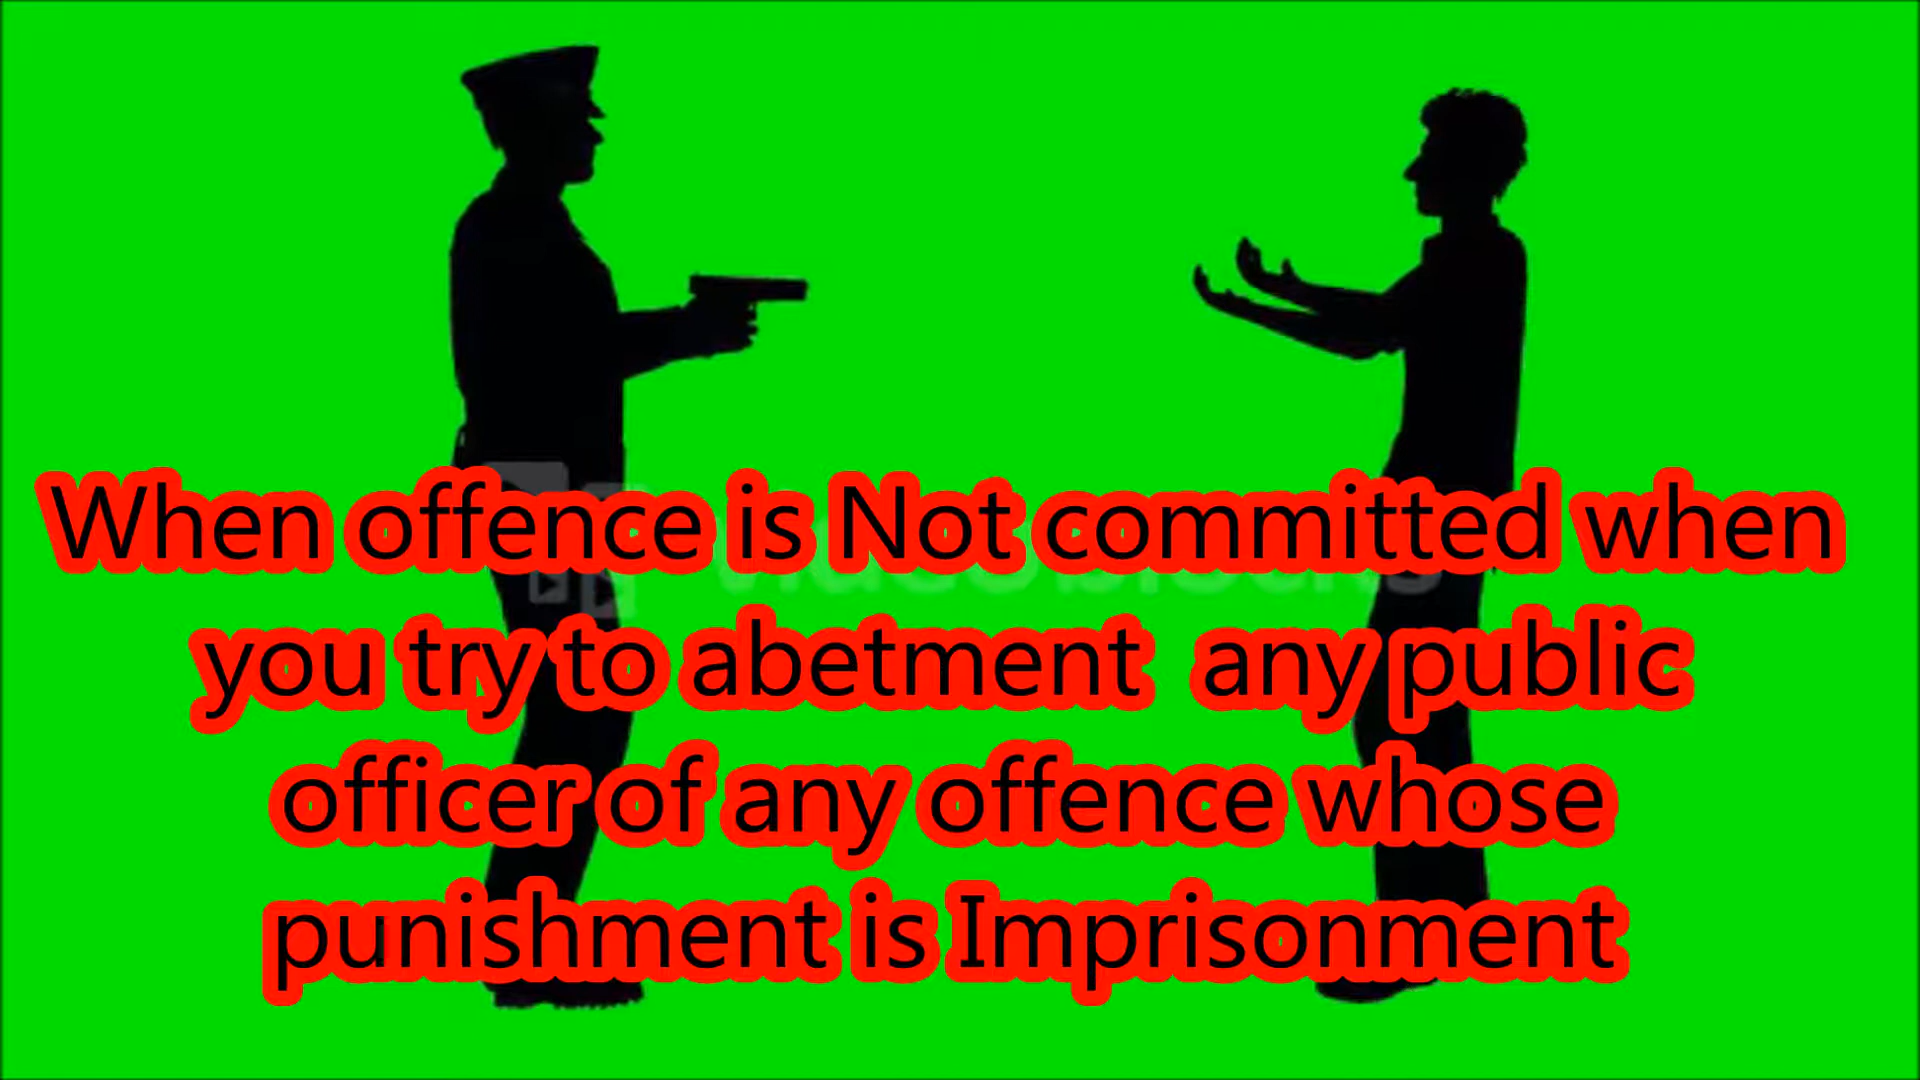 When offence is Not committed when
you try to abetment any public
officer of any offence whose
punishment is Imprisonment